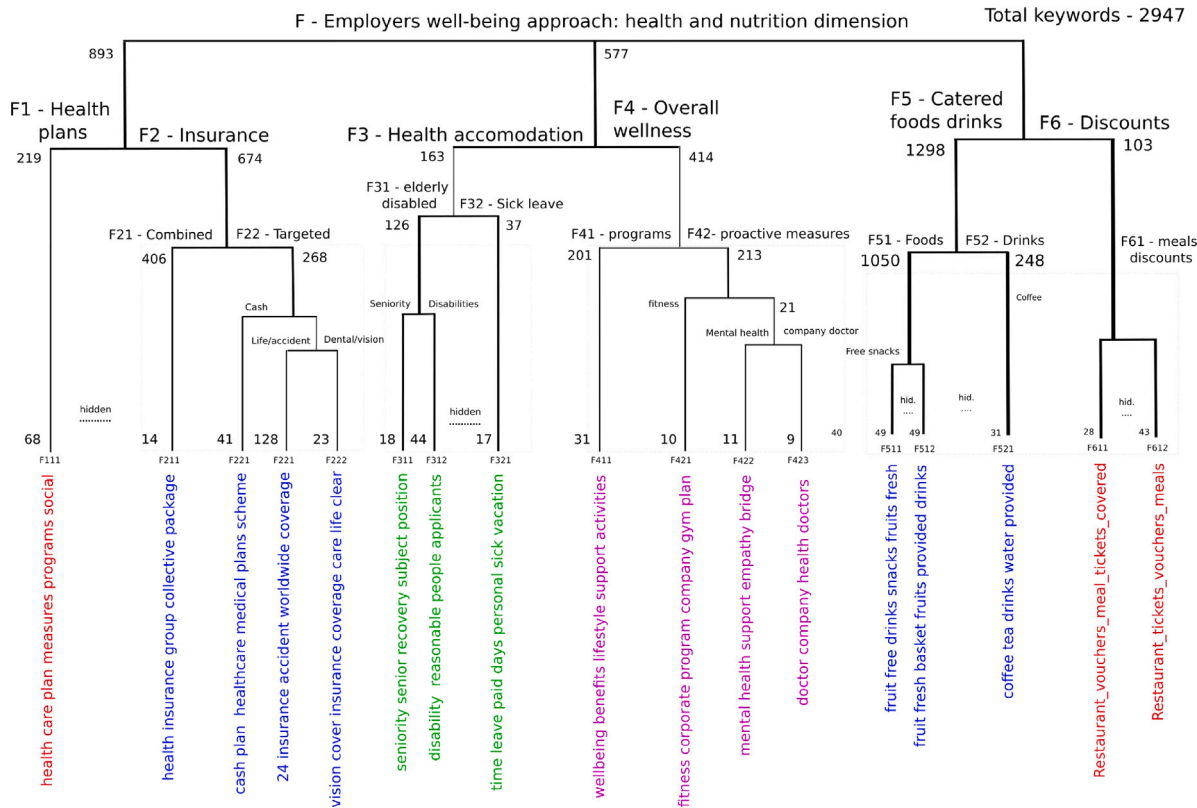 F - Employers well-being approach: health and nutrition dimension
Total keywords - 2947
893
577
F1 - Health
plans
F2 - Insurance
F3 - Health accomodation
F4 - Overall
wellness
F5 - Catered
foods drinks
F6 - Discounts
219
674
163
414
1298
103
F31 - elderly
disabled
F32 - Sick leave
126
37
F21 - Combined
F22 - Targeted
406
268
F41 - programs
F42- proactive measures
201
213
F51 - Foods
F52 - Drinks
1050
248
F61 - meals
discounts
Cash
Life/accident
Dental/vision
Seniority
Disabilities
fitness
21
Mental health
company doctor
Coffee
Free snacks
hidden
............
hidden
............
hid.
....
hid.
....
hid.
....
68
14
41
128
23
18
44
17
31
10
11
9
40
49
49
31
28
43
F111
F211
F221
F221
F222
F311
F312
F321
F411
F421
F422
F423
F511
F512
F521
F611
F612
health care plan measures programs social
health insurance group collective package
cash plan healthcare medical plans scheme
24 insurance accident worldwide coverage
vision cover insurance coverage care life clear
seniority senior recovery subject position
disability reasonable people applicants
time leave paid days personal sick vacation
wellbeing benefits lifestyle support activities
fitness corporate program company gym plan
mental health support empathy bridge
doctor company health doctors
fruit free drinks snacks fruits fresh
fruit fresh basket fruits provided drinks
coffee tea drinks water provided
Restaurant_vouchers_meal_tickets_covered
Restaurant_tickets_vouchers_meals